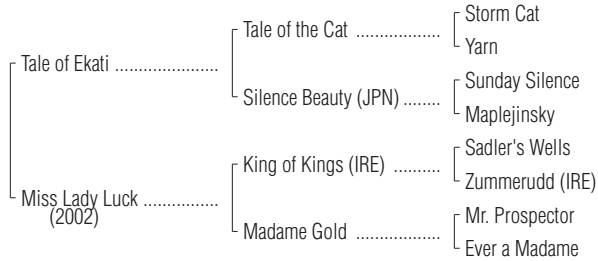 Storm Cat
Tale of the Cat ..................
Yarn
Tale of Ekati ......................
Sunday Silence
Silence Beauty (JPN) ........
Maplejinsky
Sadler's Wells
King of Kings (IRE) ..........
Zummerudd (IRE)
Miss Lady Luck ................
(2002)
Mr. Prospector
Madame Gold ..................
Ever a Madame